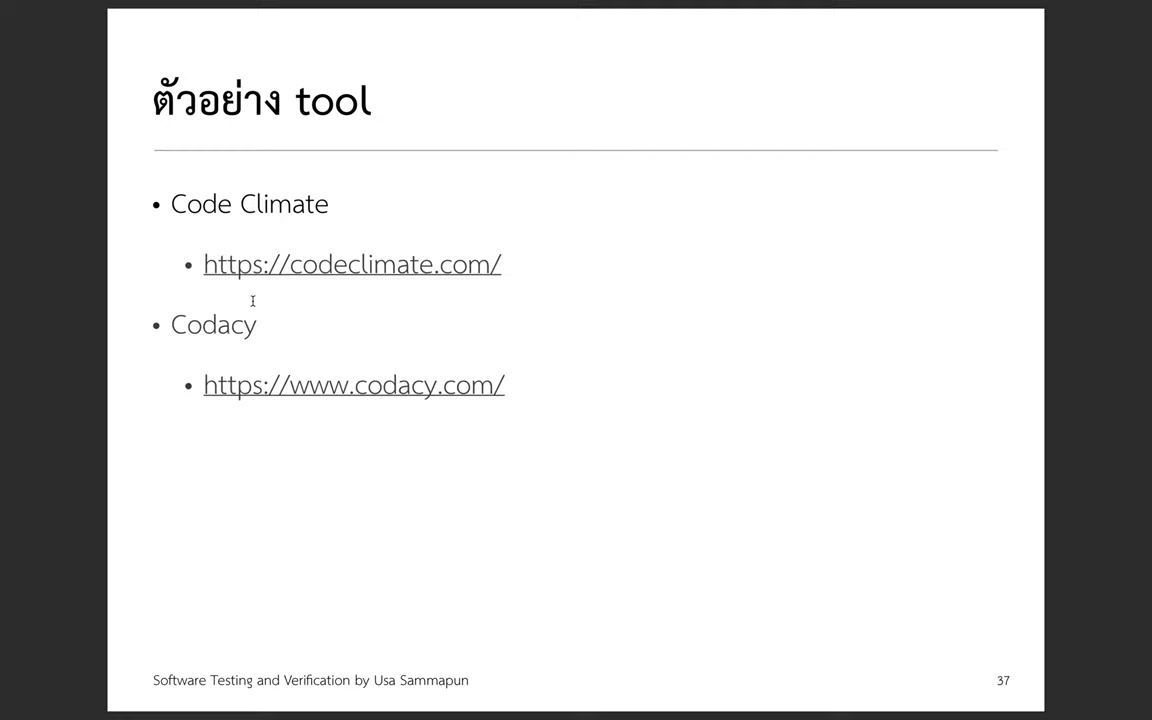 ตัวอย่าง tool
• Code Climate
• https://codeclimate.com/
• Codacy
• https://www.codacy.com/
Software Testing and Verification by Usa Sammapun
37